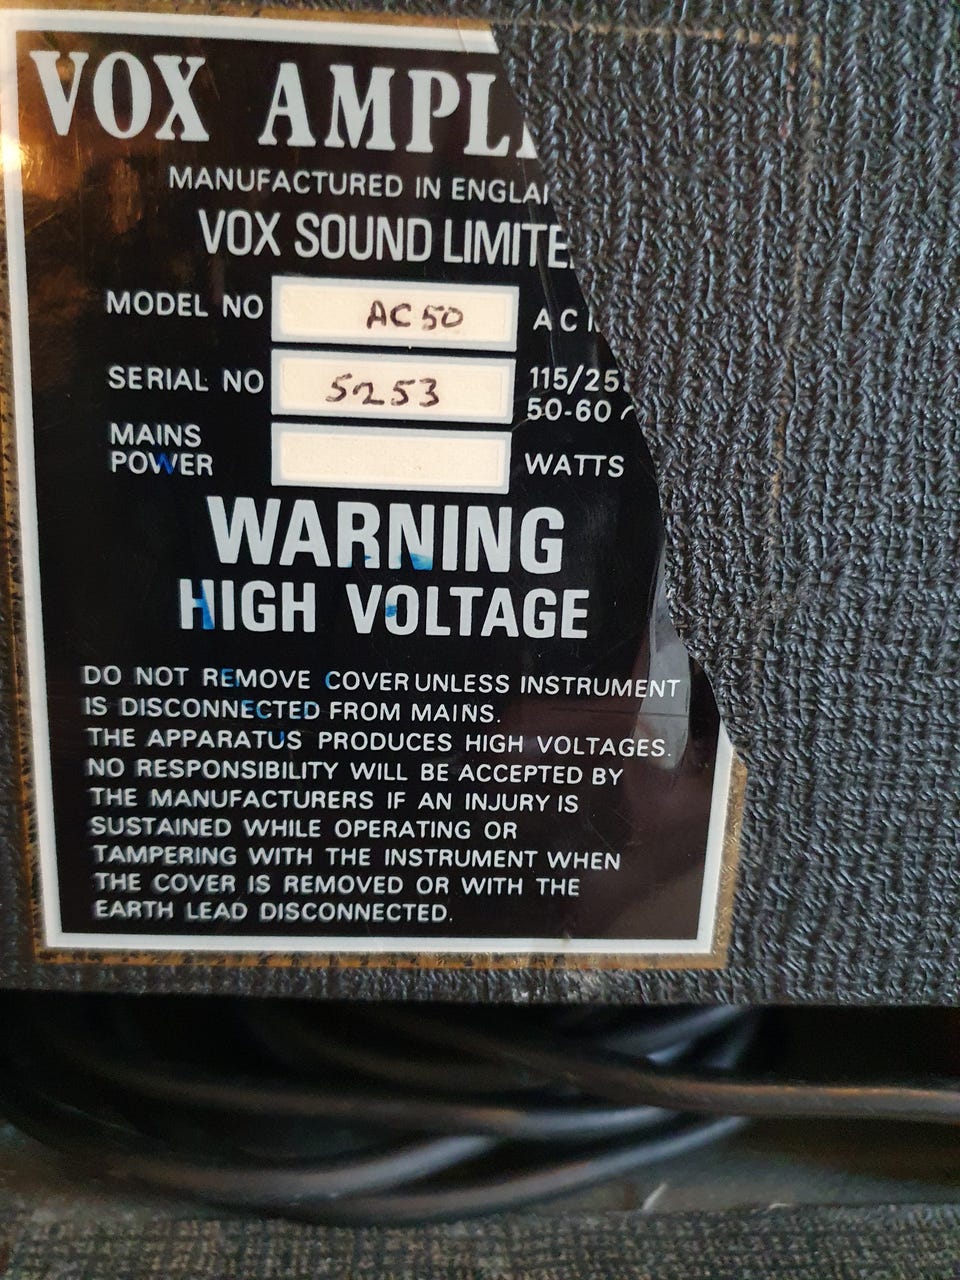 VOX AMPL
MANUFACTURED IN ENGLA
VOX SOUND LIMITE
MODEL NO AC 50 AC
SERIAL NO 5253 115/25
50-60
MAINS
POWER WATTS
WARNING
HIGH VOLTAGE
DO NOT REMOVE COVER UNLESS INSTRUMENT
IS DISCONNECTED FROM MAINS.
THE APPARATUS PRODUCES HIGH VOLTAGES.
NO RESPONSIBILITY WILL BE ACCEPTED BY
THE MANUFACTURERS IF AN INJURY IS
SUSTAINED WHILE OPERATING OR
TAMPERING WITH THE INSTRUMENT WHEN
THE COVER IS REMOVED OR WITH THE
EARTH LEAD DISCONNECTED.